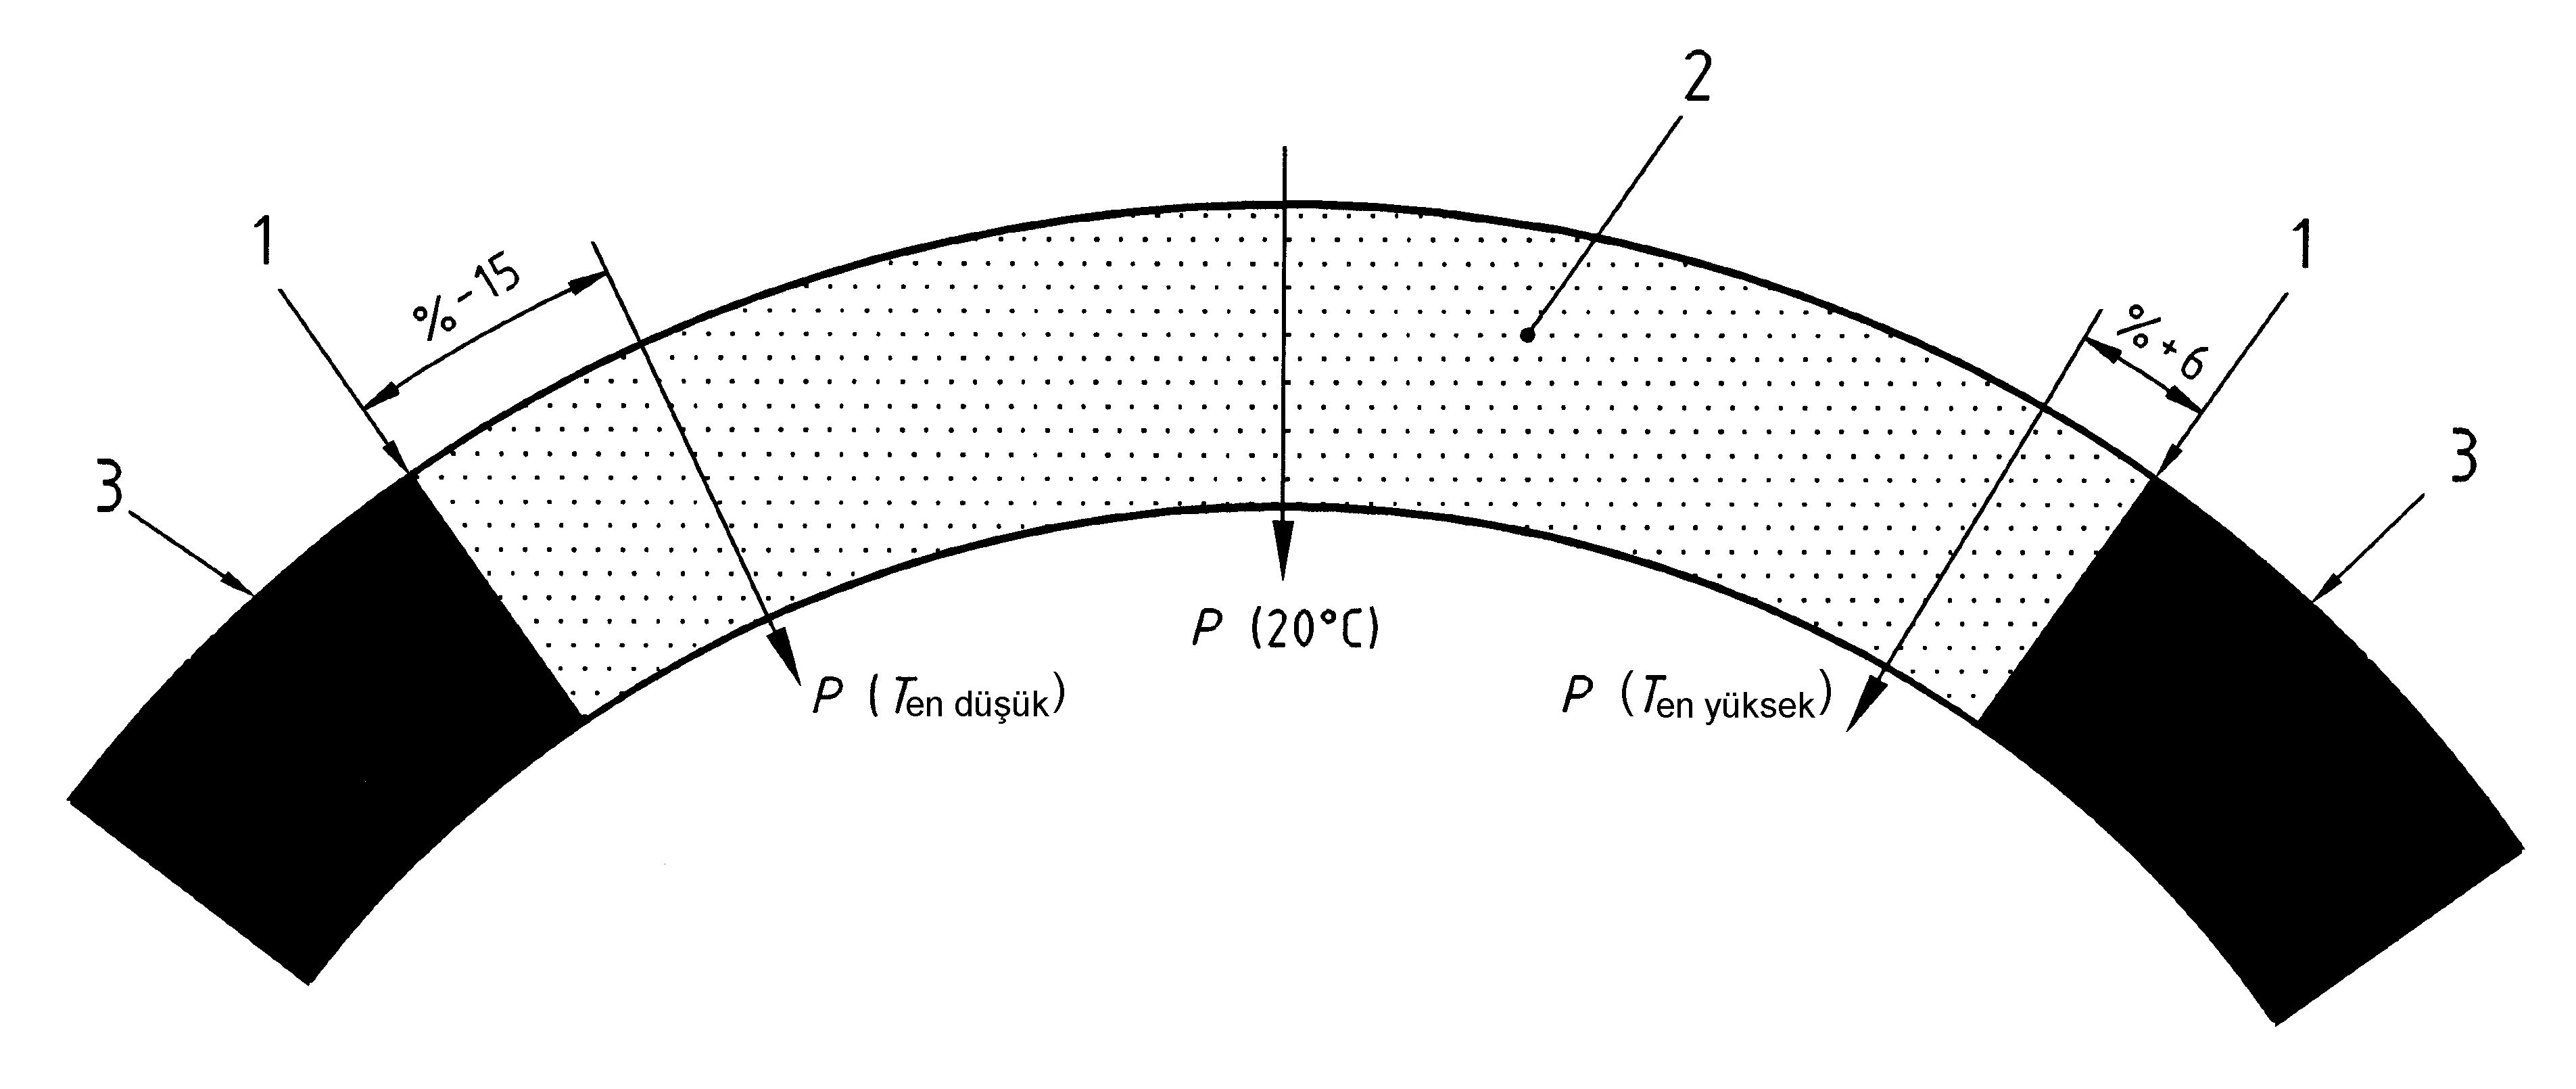 2
1
1
%-15
%+6
3
3
P (20°C)
P (Ten düşük)
P (Ten yüksek)